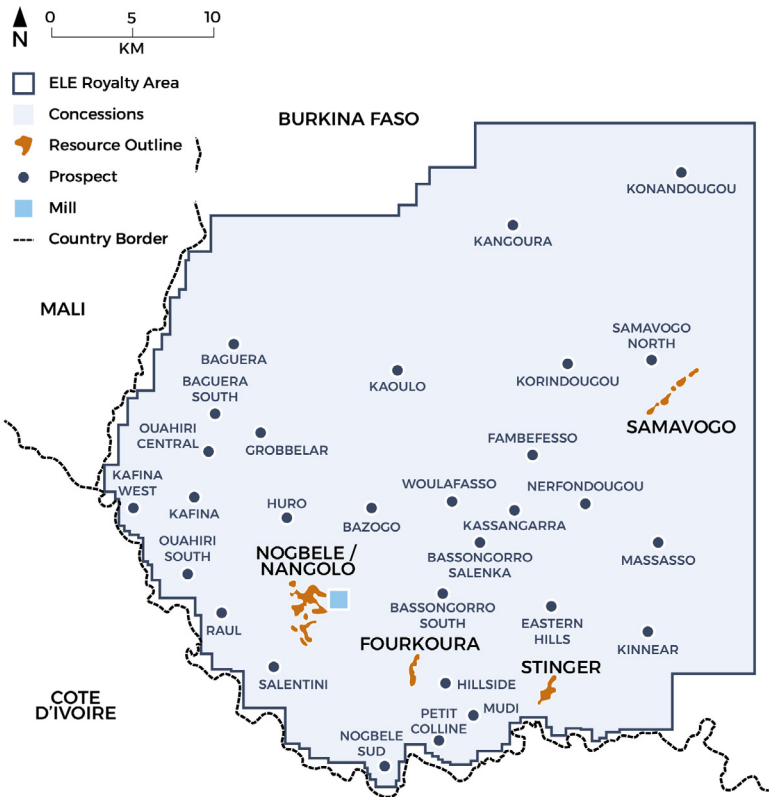 0 5 10
KM
N
ELE Royalty Area
Concessions
Resource Outline
Prospect
Mill
Country Border
BURKINA FASO
MALI
COTE
D'IVOIRE
KONANDOUGOU
KANGOURA
SAMAVOGO
NORTH
BAGUERA
KAOULO
KORINDOUGOU
BAGUERA
SOUTH
SAMAVOGO
OUAHIRI
CENTRAL
GROBBELAR
FAMBEFESSO
KAFINA
WEST
KAFINA
HURO
BAZOGO
WOULAFASSO
KASSANGARRA
NERFONDOUGOU
OUAHIRI
SOUTH
NOGBELE /
NANGOLO
BASSONGORRO
SALENKA
MASSASSO
RAUL
BASSONGORRO
SOUTH
EASTERN
HILLS
KINNEAR
FOURKOURA
STINGER
SALENTINI
HILLSIDE
MUDI
PETIT
COLLINE
NOGBELE
SUD